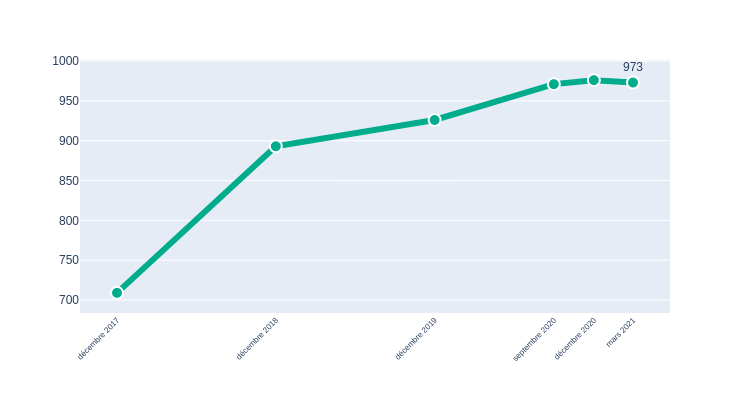 1000
973
950
900
850
800
750
700
décembre 2017
décembre 2018
décembre 2019
septembre 2020
décembre 2020
mars 2021